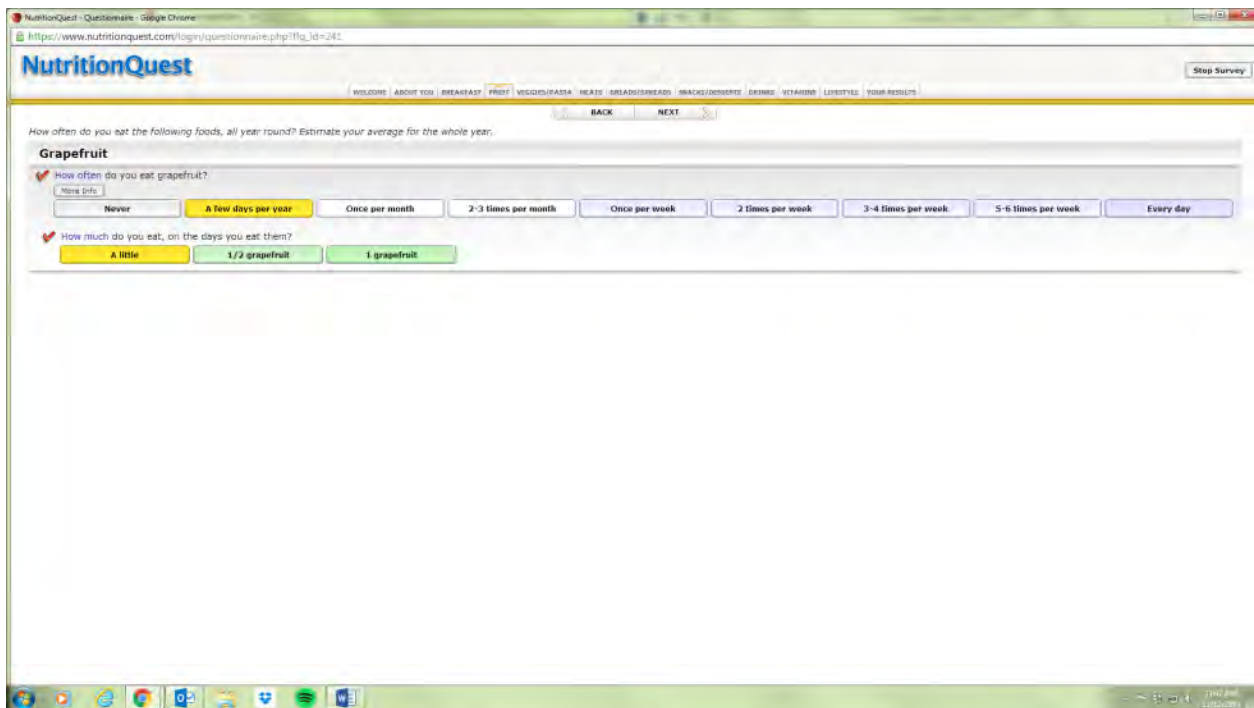 NutritionQuest - Questionnaire - Google Chrome
https://www.nutritionquest.com/login/questionnaire.php?flq_id=241
NutritionQuest
Stop Survey
WELCOME ABOUT YOU BREAKFAST FRUIT VEGGIES/PASTA MEATS BREADS/SPREADS SNACKS/DESSERTS DRINKS VITAMINS LIFESTYLE YOUR RESULTS
BACK NEXT
How often do you eat the following foods, all year round? Estimate your average for the whole year.
Grapefruit
How often do you eat grapefruit?
More Info
Never A few days per year Once per month 2-3 times per month Once per week 2 times per week 3-4 times per week 5-6 times per week Every day
How much do you eat, on the days you eat them?
A little 1/2 grapefruit 1 grapefruit